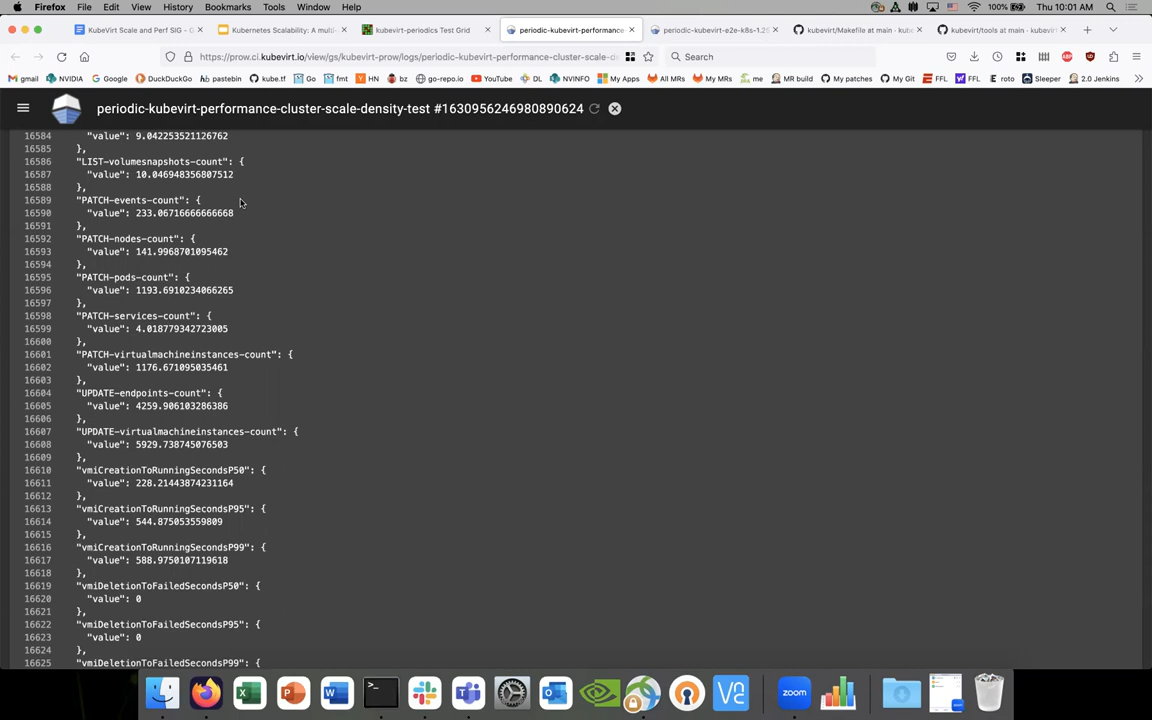 Firefox File Edit View History Bookmarks Tools Window Help 100% Thu 10:01 AM
KubeVirt Scale and Perf SIG - G
Kubernetes Scalability: A multi-
kubevirt-periodics Test Grid
periodic-kubevirt-performance-
periodic-kubevirt-e2e-k8s-1.25
kubevirt/Makefile at main · kube
kubevirt/tools at main · kubevirt
https://prow.ci.kubevirt.io/view/gs/kubevirt-prow/logs/periodic-kubevirt-performance-cluster-scale-d
Search
gmail NVIDIA Google DuckDuckGo pastebin kube.tf HN bz go-repo.io YouTube DL NVINFO My Apps All MRs My MRs me MR build My patches My Git FFL FFL roto Sleeper 2.0 Jenkins
periodic-kubevirt-performance-cluster-scale-density-test #1630956246980890624
16584 "value": 9.042253521126762
16585 },
16586 "LIST-volumesnapshots-count": {
16587 "value": 10.046948356807512
16588 },
16589 "PATCH-events-count": {
16590 "value": 233.06716666666668
16591 },
16592 "PATCH-nodes-count": {
16593 "value": 141.9968701095462
16594 },
16595 "PATCH-pods-count": {
16596 "value": 1193.6910234066265
16597 },
16598 "PATCH-services-count": {
16599 "value": 4.018779342723005
16600 },
16601 "PATCH-virtualmachineinstances-count": {
16602 "value": 1176.671095035461
16603 },
16604 "UPDATE-endpoints-count": {
16605 "value": 4259.906103286386
16606 },
16607 "UPDATE-virtualmachineinstances-count": {
16608 "value": 5929.738745076503
16609 },
16610 "vmiCreationToRunningSecondsP50": {
16611 "value": 228.21443874231164
16612 },
16613 "vmiCreationToRunningSecondsP95": {
16614 "value": 544.875053559809
16615 },
16616 "vmiCreationToRunningSecondsP99": {
16617 "value": 588.9750107119618
16618 },
16619 "vmiDeletionToFailedSecondsP50": {
16620 "value": 0
16621 },
16622 "vmiDeletionToFailedSecondsP95": {
16623 "value": 0
16624 },
16625 "vmiDeletionToFailedSecondsP99": {
zoom